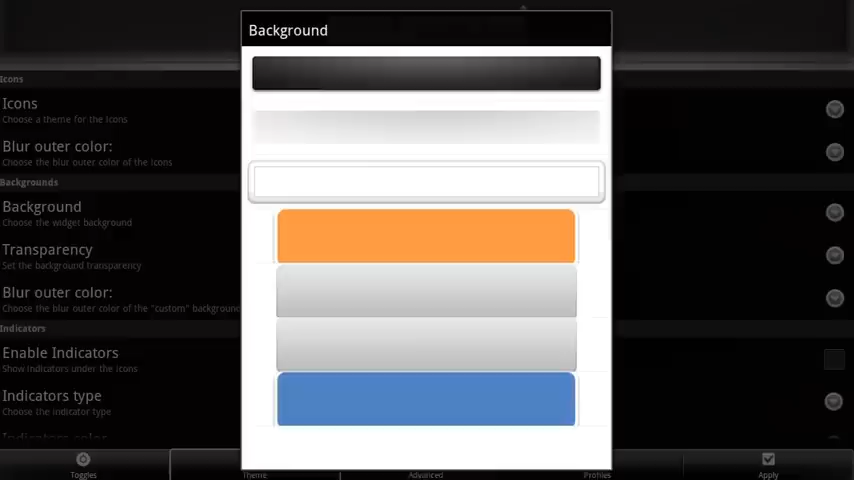 Background
Icons
Icons
Choose a theme for the icons
Blur outer color:
Choose the blur outer color of the icons
Backgrounds
Background
Choose the widget background
Transparency
Set the background transparency
Blur outer color:
Choose the blur outer color of the "custom" background
Indicators
Enable Indicators
Show indicators under the icons
Indicators type
Choose the indicator type
Indicators color
Toggles
Theme
Advanced
Profiles
Apply